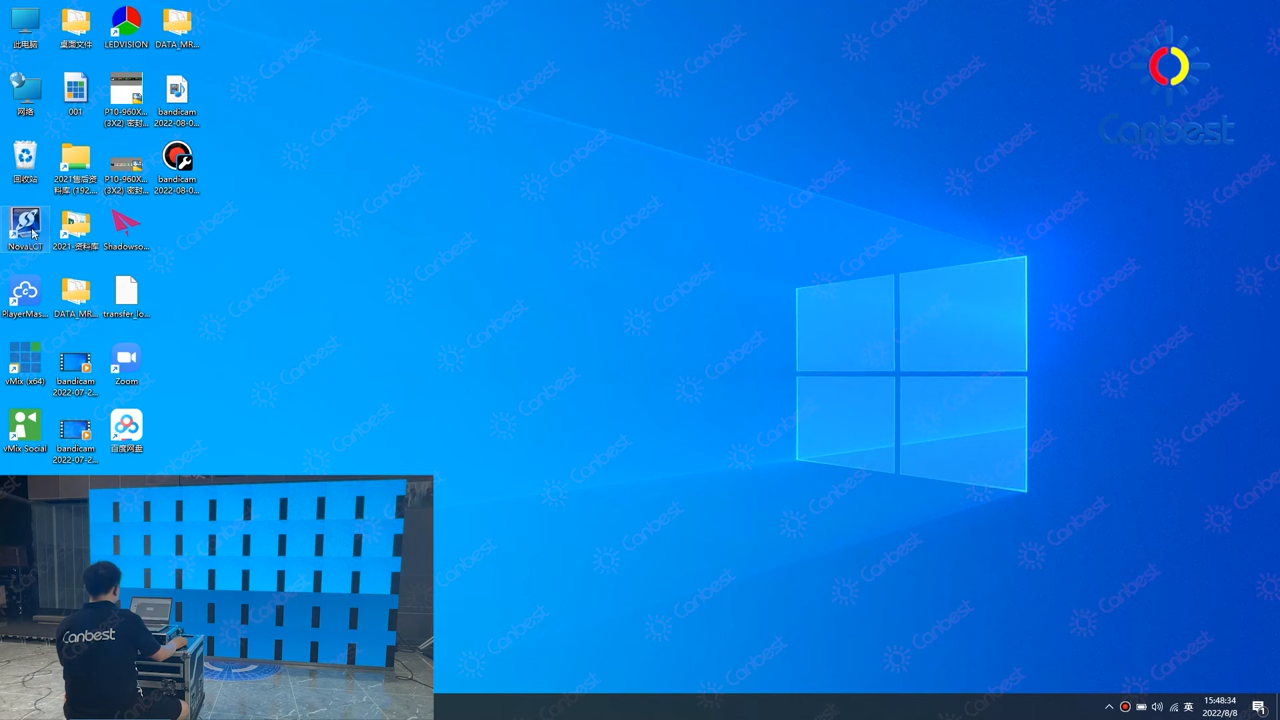 此电脑
桌面文件
LEDVISION
DATA_MR...
网络
001
P10-960X...
(3X2) 密封...
bandicam
2022-08-0...
回收站
2021售后资
料库 (192....
P10-960X...
(3X2) 密封...
bandicam
2022-08-0...
NovaLCT
2021-资料库
Shadowso...
PlayerMas...
DATA_MR...
transfer_lo...
vMix (x64)
bandicam
2022-07-2...
Zoom
vMix Social
bandicam
2022-07-2...
百度网盘
Canbest
Canbest
英
15:48:34
2022/8/8
1